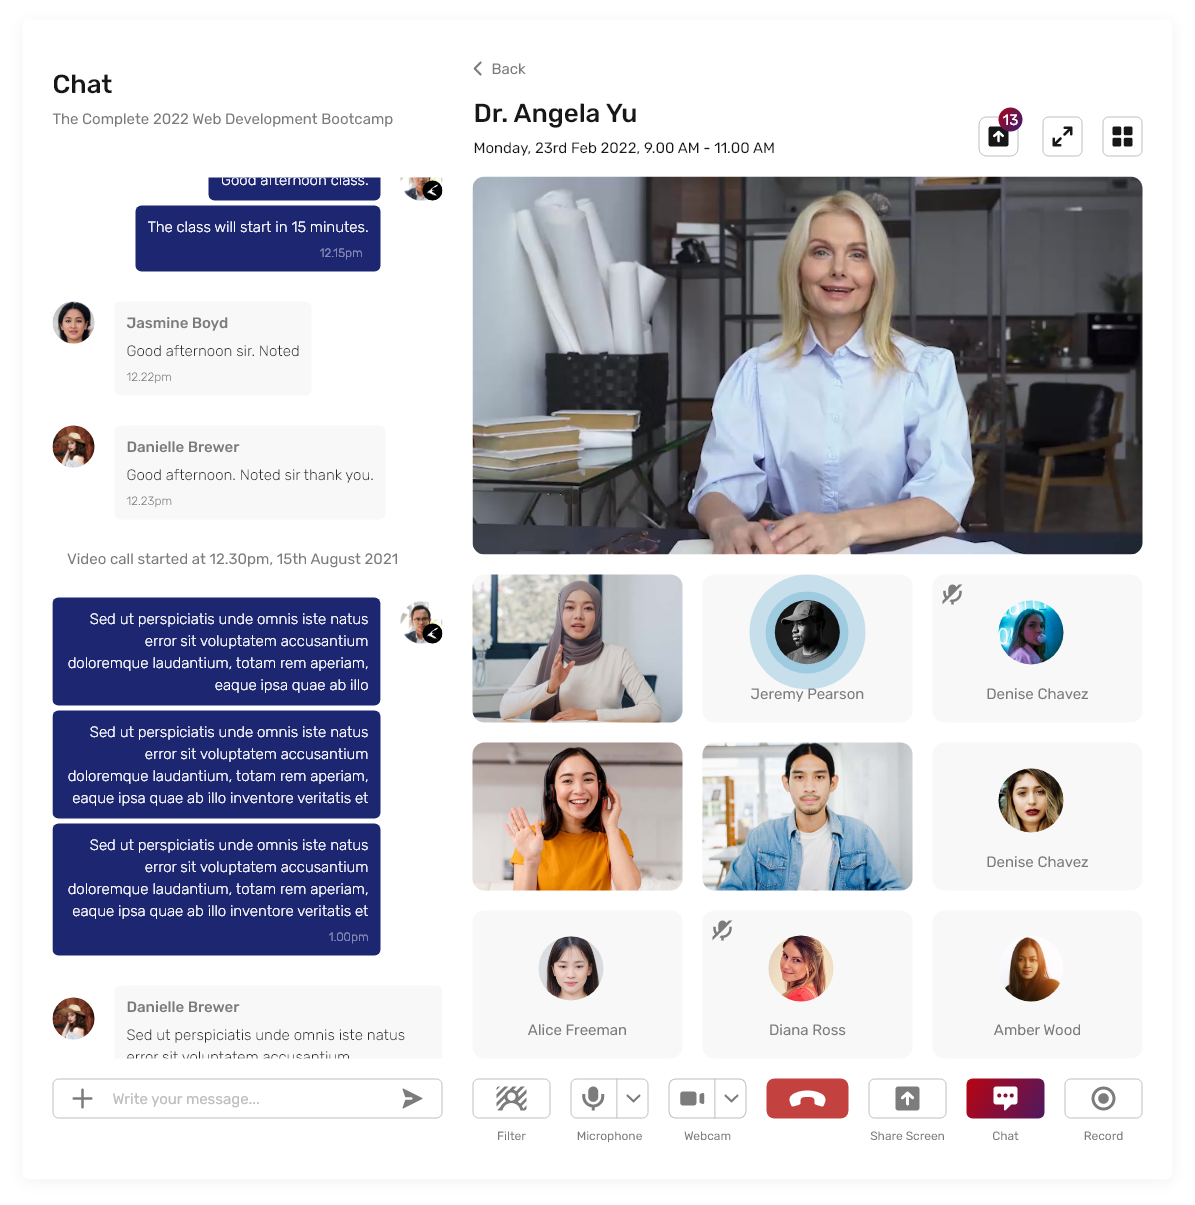 Chat
The Complete 2022 Web Development Bootcamp
Good afternoon class.
The class will start in 15 minutes.
12.15pm
Jasmine Boyd
Good afternoon sir. Noted
12.22pm
Danielle Brewer
Good afternoon. Noted sir thank you.
12.23pm
Video call started at 12.30pm, 15th August 2021
Sed ut perspiciatis unde omnis iste natus
error sit voluptatem accusantium
doloremque laudantium, totam rem aperiam,
eaque ipsa quae ab illo
Sed ut perspiciatis unde omnis iste natus
error sit voluptatem accusantium
doloremque laudantium, totam rem aperiam,
eaque ipsa quae ab illo inventore veritatis et
Sed ut perspiciatis unde omnis iste natus
error sit voluptatem accusantium
doloremque laudantium, totam rem aperiam,
eaque ipsa quae ab illo inventore veritatis et
1.00pm
Danielle Brewer
Sed ut perspiciatis unde omnis iste natus
error sit voluptatem accusantium
Write your message...
Back
Dr. Angela Yu
Monday, 23rd Feb 2022, 9.00 AM - 11.00 AM
13
Jeremy Pearson
Denise Chavez
Denise Chavez
Alice Freeman
Diana Ross
Amber Wood
Filter
Microphone
Webcam
Share Screen
Chat
Record